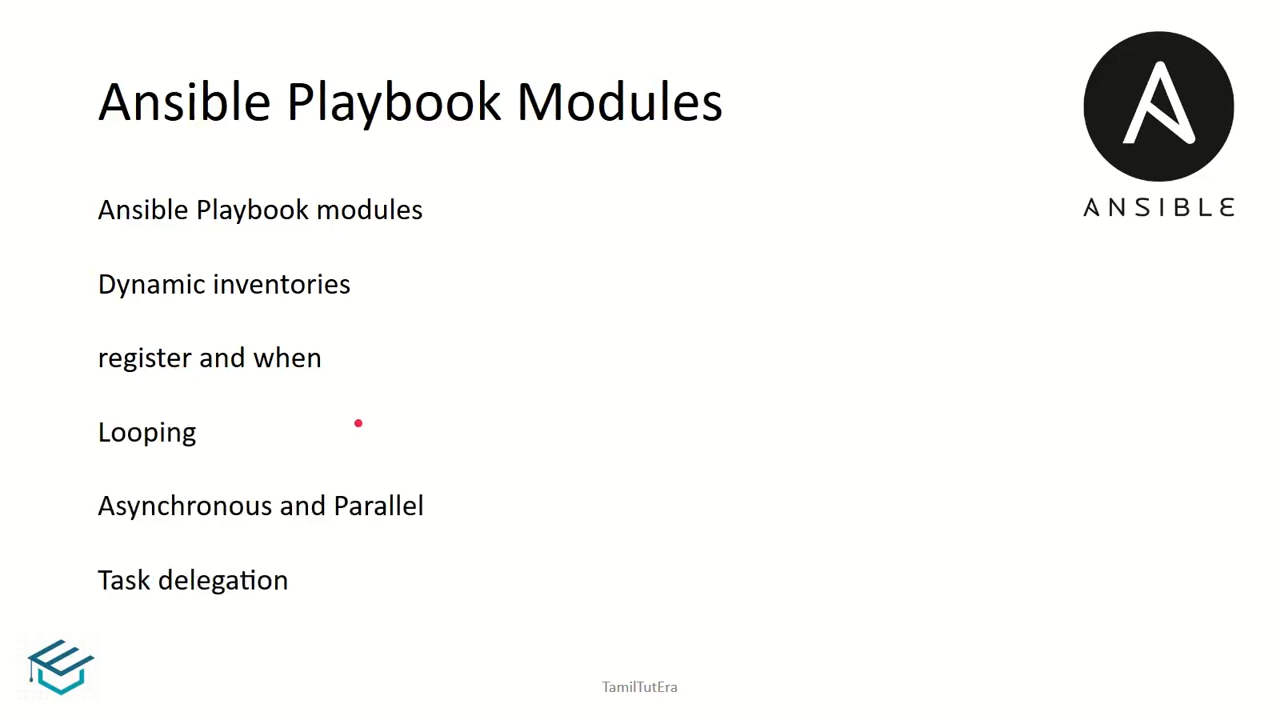 Ansible Playbook Modules
ANSIBLE
Ansible Playbook modules
Dynamic inventories
register and when
Looping
Asynchronous and Parallel
Task delegation
TamilTutEra